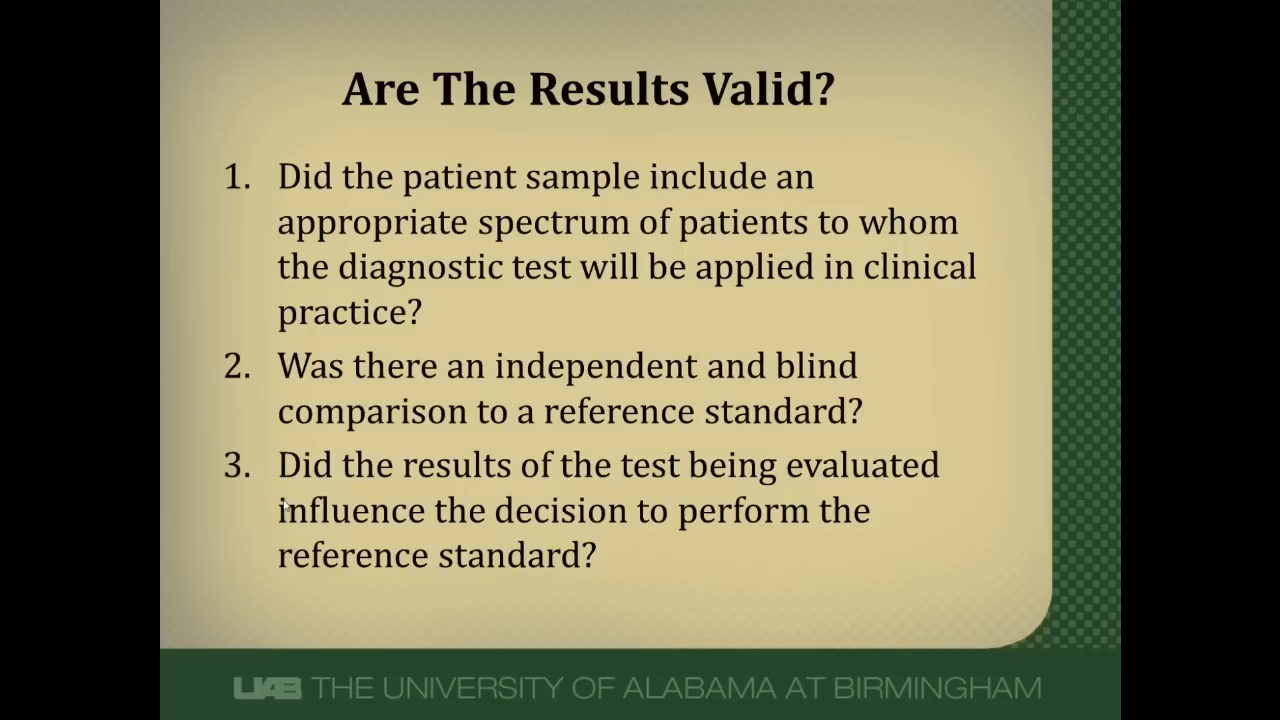 Are The Results Valid?
1. Did the patient sample include an
appropriate spectrum of patients to whom
the diagnostic test will be applied in clinical
practice?
2. Was there an independent and blind
comparison to a reference standard?
3. Did the results of the test being evaluated
influence the decision to perform the
reference standard?
UAB THE UNIVERSITY OF ALABAMA AT BIRMINGHAM